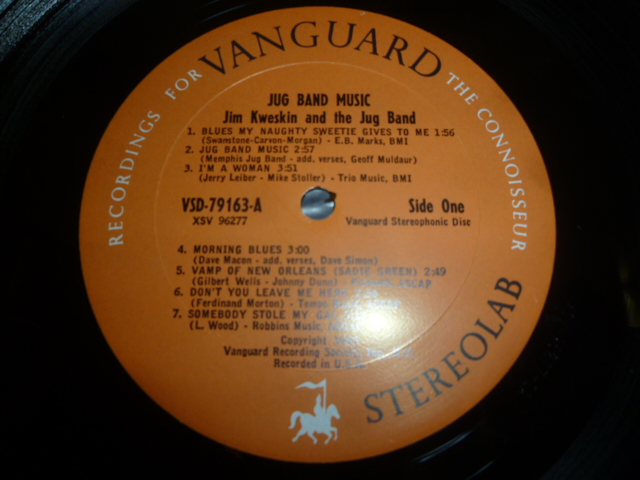 RECORDINGS FOR VANGUARD THE CONNOISSEUR
JUG BAND MUSIC
Jim Kweskin and the Jug Band
1. BLUES MY NAUGHTY SWEETIE GIVES TO ME 1:56
(Swanstone-Carvon-Morgan) - E.B. Marks, BMI
2. JUG BAND MUSIC 2:57
(Memphis Jug Band - add. verses, Geoff Muldaur)
3. I'M A WOMAN 3:51
(Jerry Leiber - Mike Stoller) - Trio Music, BMI
VSD-79163-A Side One
XSV 96277 Vanguard Stereophonic Disc
4. MORNING BLUES 3:00
(Dave Macon - add. verses, Dave Simon)
5. VAMP OF NEW ORLEANS (SADIE GREEN) 2:49
(Gilbert Wells - Johnny Dunn) - ASCAP
6. DON'T YOU LEAVE ME
(Ferdinand Morton) -
7. SOMEBODY STOLE MY
(L. Wood) - Robbins Music,
Copyright
Vanguard Recording
Recorded in
STEREOLAB